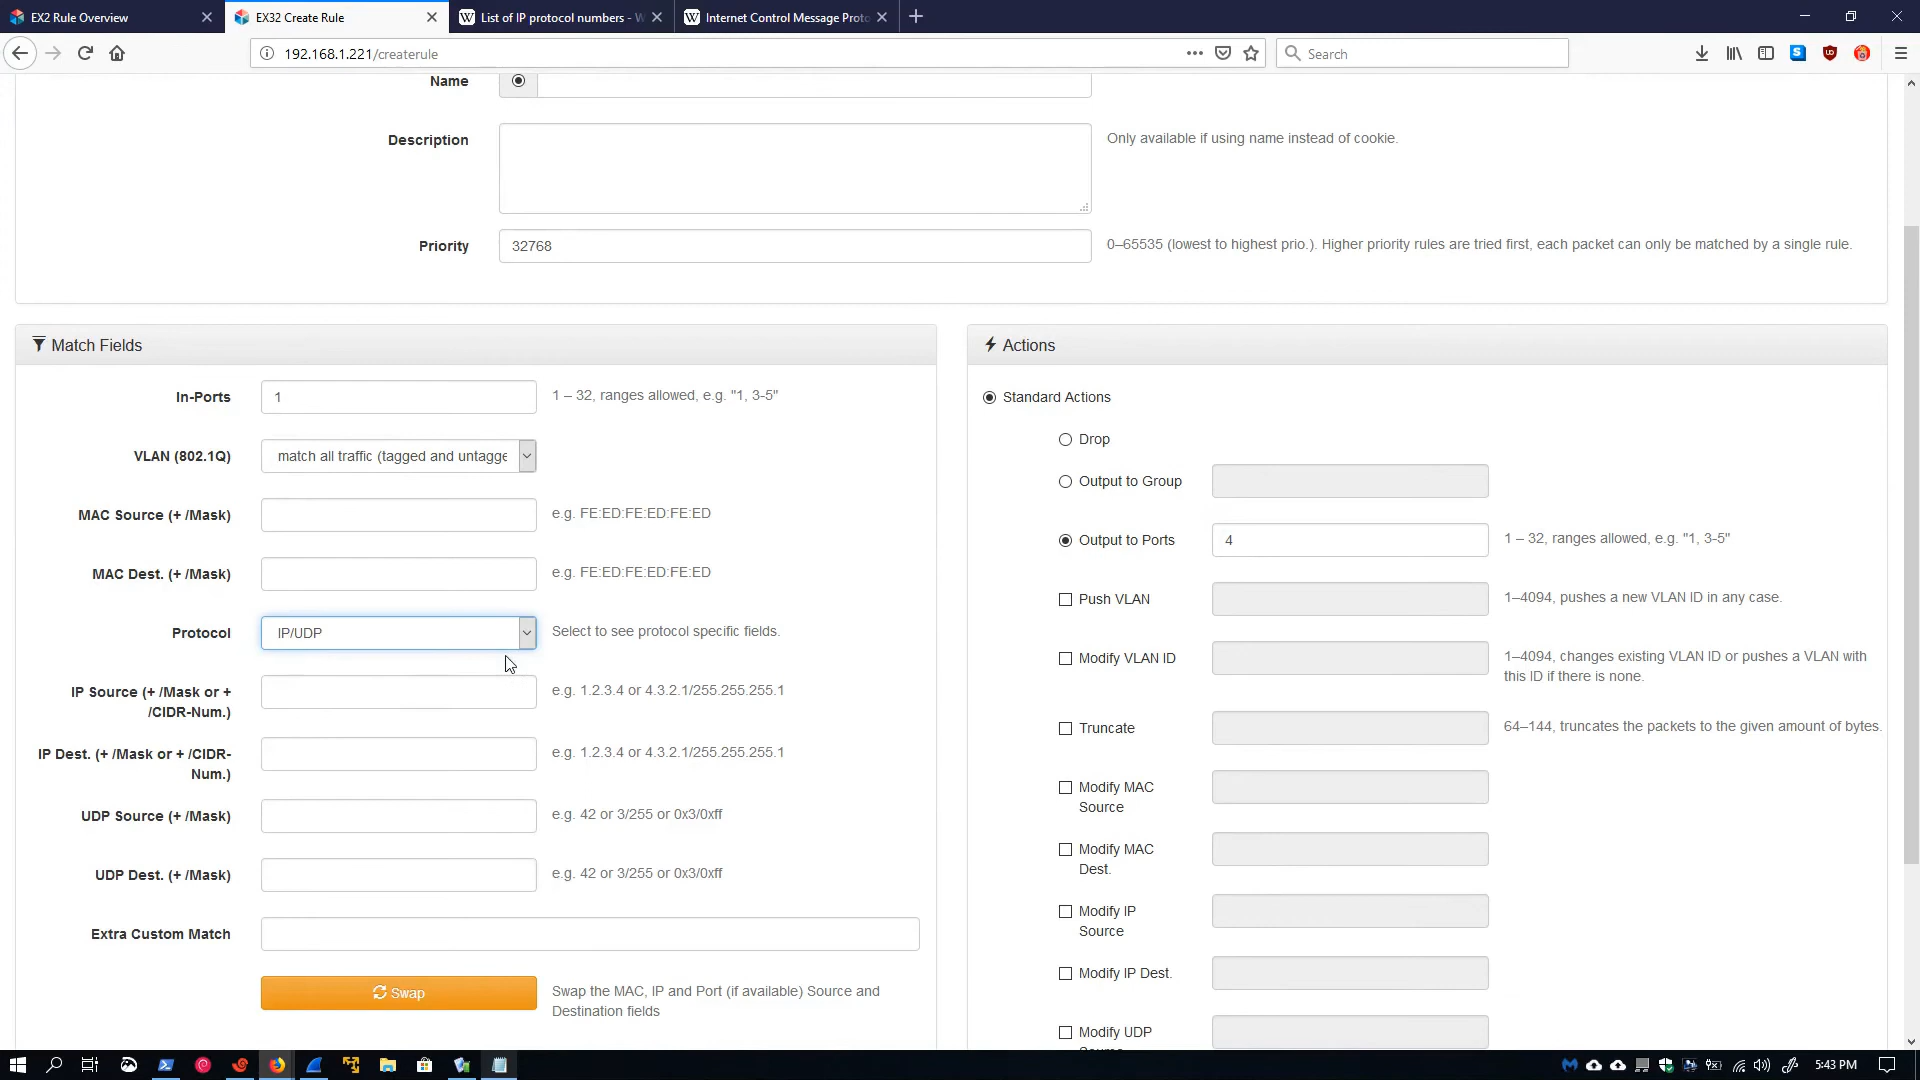 EX2 Rule Overview
EX32 Create Rule
List of IP protocol numbers - W
Internet Control Message Proto
192.168.1.221/createrule
Search
Name
Description
Only available if using name instead of cookie.
Priority
32768
0–65535 (lowest to highest prio.). Higher priority rules are tried first, each packet can only be matched by a single rule.
Match Fields
In-Ports
1
1 – 32, ranges allowed, e.g. "1, 3-5"
VLAN (802.1Q)
match all traffic (tagged and untagge
MAC Source (+ /Mask)
e.g. FE:ED:FE:ED:FE:ED
MAC Dest. (+ /Mask)
e.g. FE:ED:FE:ED:FE:ED
Protocol
IP/UDP
Select to see protocol specific fields.
IP Source (+ /Mask or +
/CIDR-Num.)
e.g. 1.2.3.4 or 4.3.2.1/255.255.255.1
IP Dest. (+ /Mask or + /CIDR-
Num.)
e.g. 1.2.3.4 or 4.3.2.1/255.255.255.1
UDP Source (+ /Mask)
e.g. 42 or 3/255 or 0x3/0xff
UDP Dest. (+ /Mask)
e.g. 42 or 3/255 or 0x3/0xff
Extra Custom Match
Swap
Swap the MAC, IP and Port (if available) Source and
Destination fields
Actions
Standard Actions
Drop
Output to Group
Output to Ports
4
1 – 32, ranges allowed, e.g. "1, 3-5"
Push VLAN
1–4094, pushes a new VLAN ID in any case.
Modify VLAN ID
1–4094, changes existing VLAN ID or pushes a VLAN with
this ID if there is none.
Truncate
64–144, truncates the packets to the given amount of bytes.
Modify MAC
Source
Modify MAC
Dest.
Modify IP
Source
Modify IP Dest.
Modify UDP
5:43 PM